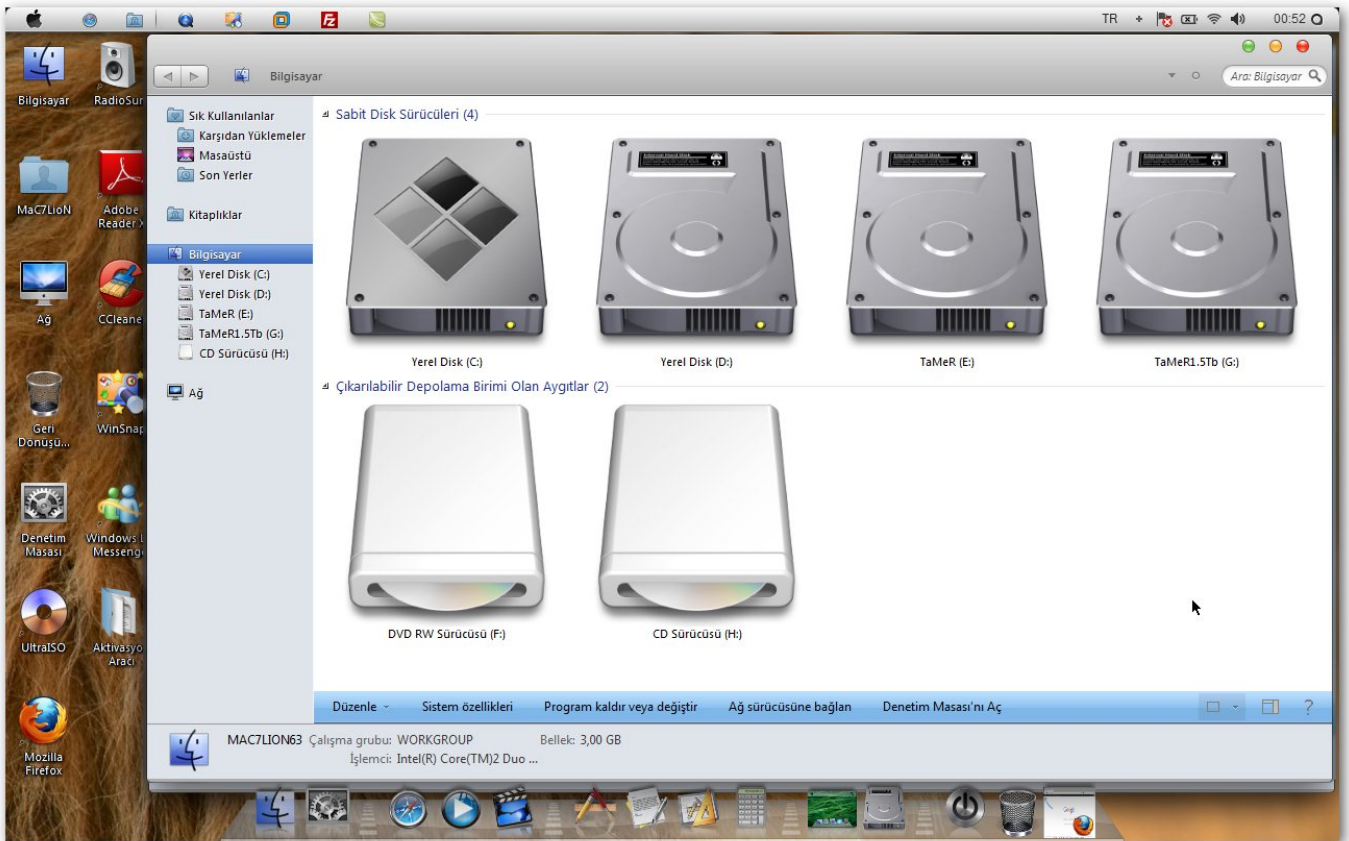 TR
00:52
Bilgisayar
Ara: Bilgisayar
Bilgisayar
RadioSur
MaC7LioN
Adobe
Reader X
Ağ
CCleane
Geri
Dönüşü...
WinSnap
Denetim
Masası
Windows L
Messenge
UltraISO
Aktivasyo
Aracı
Mozilla
Firefox
Sık Kullanılanlar
Karşıdan Yüklemeler
Masaüstü
Son Yerler
Kitaplıklar
Bilgisayar
Yerel Disk (C:)
Yerel Disk (D:)
TaMeR (E:)
TaMeR1.5Tb (G:)
CD Sürücüsü (H:)
Ağ
Sabit Disk Sürücüleri (4)
Yerel Disk (C:)
Yerel Disk (D:)
TaMeR (E:)
TaMeR1.5Tb (G:)
Çıkarılabilir Depolama Birimi Olan Aygıtlar (2)
DVD RW Sürücüsü (F:)
CD Sürücüsü (H:)
Düzenle Sistem özellikleri Program kaldır veya değiştir Ağ sürücüsüne bağlan Denetim Masası'nı Aç
MAC7LION63 Çalışma grubu: WORKGROUP Bellek: 3,00 GB
İşlemci: Intel(R) Core(TM)2 Duo ...